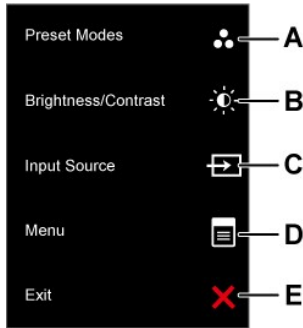 Preset Modes A
Brightness/Contrast B
Input Source C
Menu D
Exit E